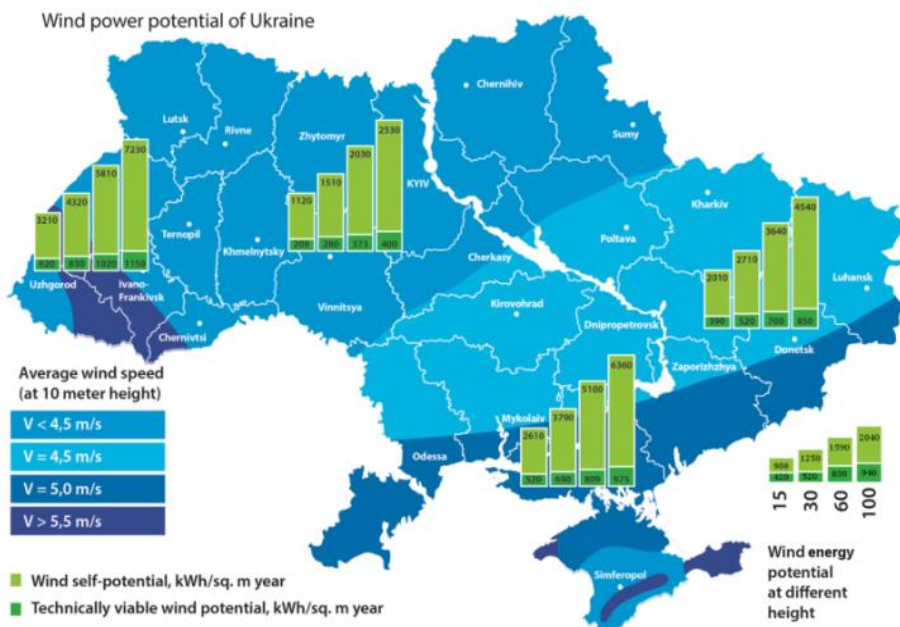 Wind power potential of Ukraine
Chernihiv
Lutsk
Rivne
Sumy
Zhytomyr
KYIV
7230
5810
4320
3210
620
830
1020
1150
2530
2030
1510
1120
209
280
373
400
Kharkiv
4540
3640
2710
2010
390
520
700
850
Ternopil
Khmelnytsky
Poltava
Cherkasy
Luhansk
Uzhgorod
Ivano-
Frankivsk
Vinnitsya
Kirovohrad
Chernivtsi
Dnipropetrovsk
Donetsk
Zaporizhzhya
6360
5100
3790
2610
520
690
809
875
Mykolaiv
Odessa
Average wind speed
(at 10 meter height)
V < 4,5 m/s
V = 4,5 m/s
V = 5,0 m/s
V > 5,5 m/s
2040
1590
1250
908
420
520
830
940
15
30
60
100
Wind energy
potential
at different
height
Simferopol
Wind self-potential, kWh/sq. m year
Technically viable wind potential, kWh/sq. m year